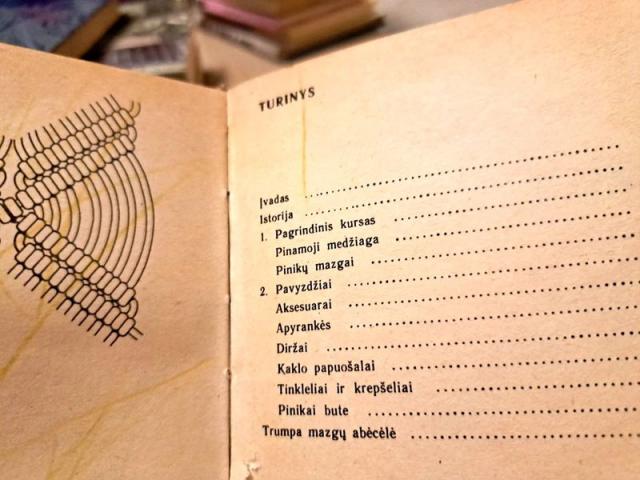 TURINYS
Įvadas ........................................
Istorija ........................................
1. Pagrindinis kursas ..............................
Pinamoji medžiaga ..............................
Pinikų mazgai ..............................
2. Pavyzdžiai ..............................
Aksesuarai ..............................
Apyrankės ..............................
Diržai ..............................
Kaklo papuošalai ..............................
Tinkleliai ir krepšeliai ..............................
Pinikai bute ..............................
Trumpa mazgų abėcėlė ..............................